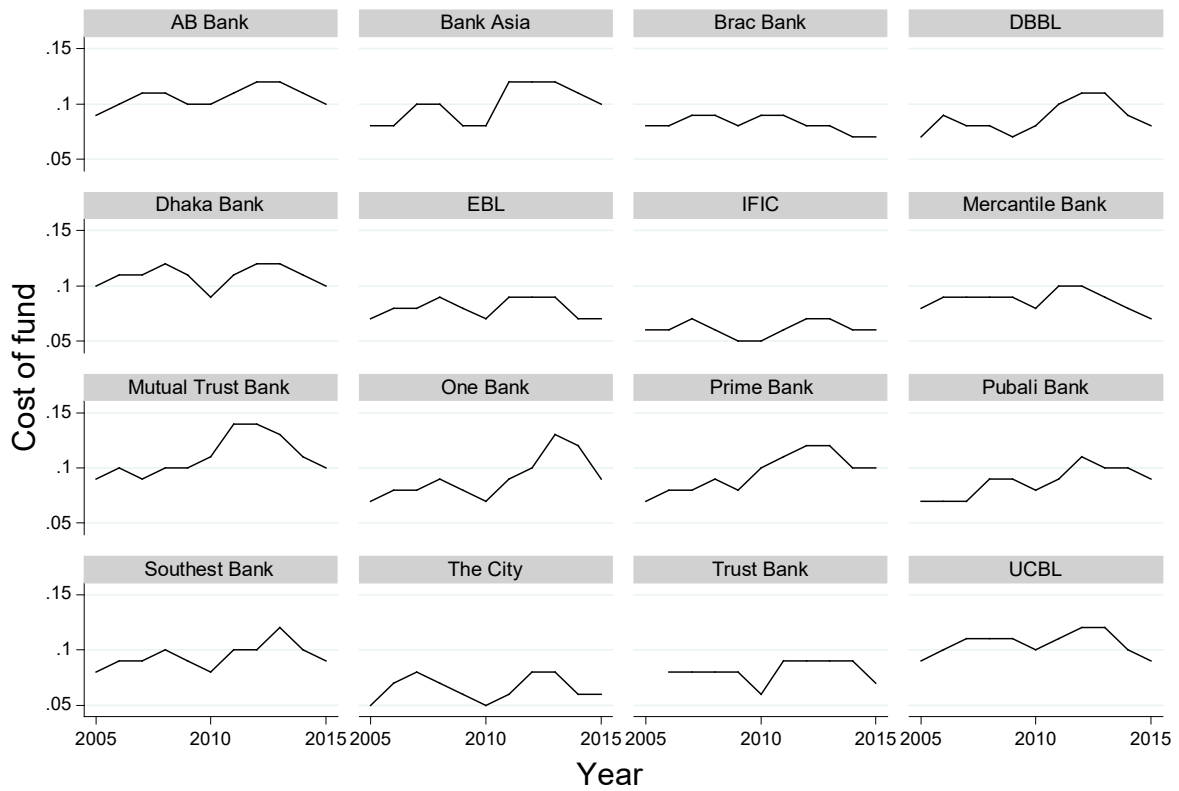 AB Bank Bank Asia Brac Bank DBBL
.15
.1
.05
Dhaka Bank EBL IFIC Mercantile Bank
.15
.1
.05
Mutual Trust Bank One Bank Prime Bank Pubali Bank
.15
.1
.05
Southest Bank The City Trust Bank UCBL
.15
.1
.05
2005 2010 2015 2005 2010 2015 2005 2010 2015 2005 2010 2015
Cost of fund
Year